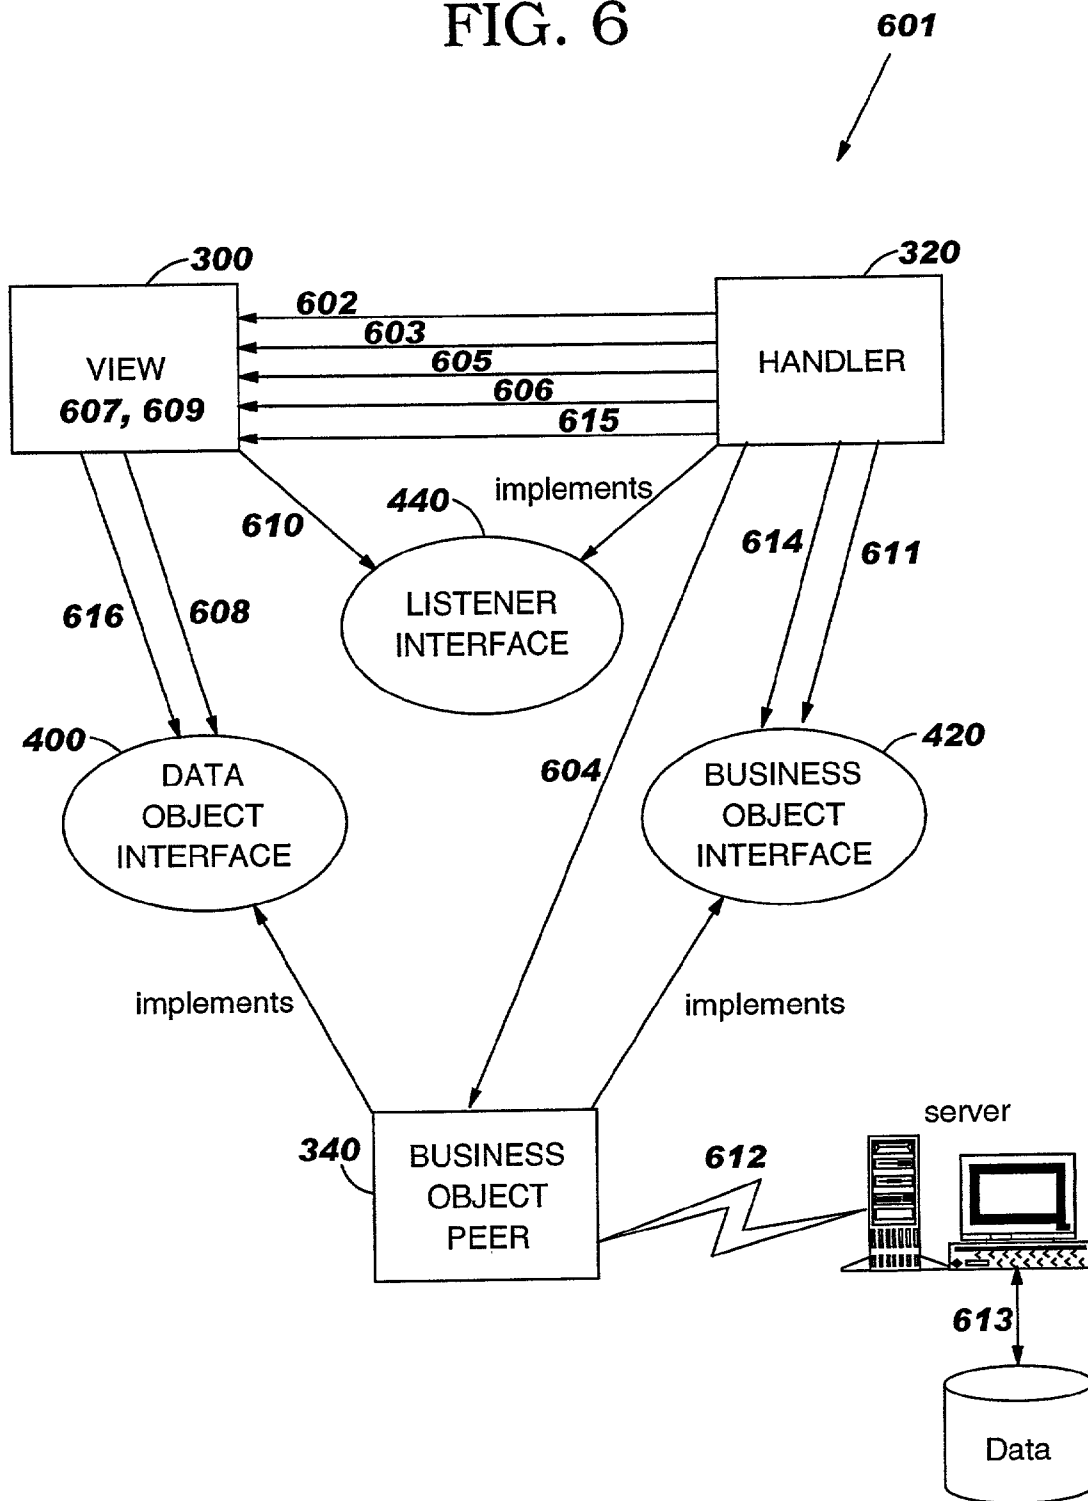 FIG. 6
601
300
320
602
603
605
606
615
VIEW
607, 609
HANDLER
implements
440
610
614
611
LISTENER
INTERFACE
616
608
400
604
420
DATA
OBJECT
INTERFACE
BUSINESS
OBJECT
INTERFACE
implements
implements
server
340
BUSINESS
OBJECT
PEER
612
613
Data